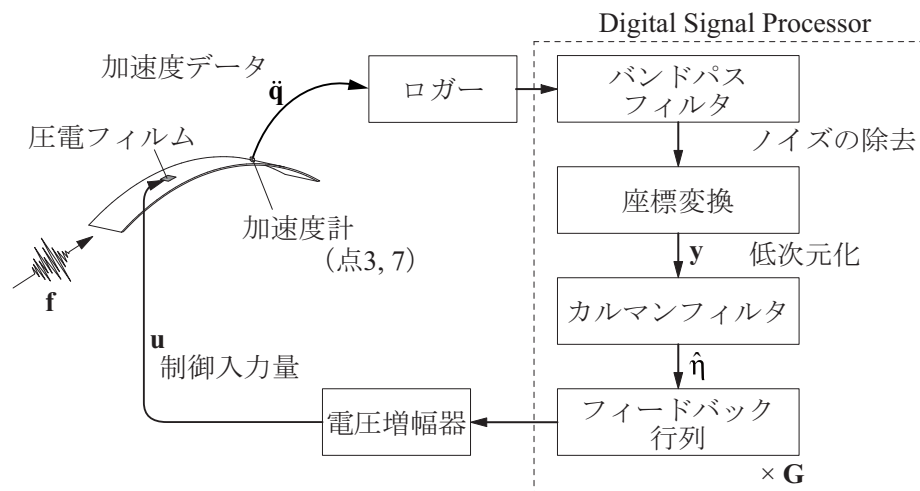 Digital Signal Processor
加速度データ
q̈
ロガー
バンドパス
フィルタ
ノイズの除去
圧電フィルム
座標変換
加速度計
(点3, 7)
y
低次元化
f
カルマンフィルタ
u
制御入力量
η̂
電圧増幅器
フィードバック
行列
× G